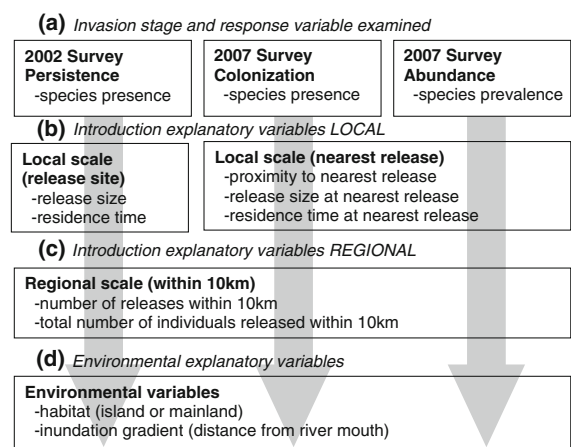 (a) Invasion stage and response variable examined
2002 Survey
Persistence
-species presence
2007 Survey
Colonization
-species presence
2007 Survey
Abundance
-species prevalence
(b) Introduction explanatory variables LOCAL
Local scale
(release site)
-release size
-residence time
Local scale (nearest release)
-proximity to nearest release
-release size at nearest release
-residence time at nearest release
(c) Introduction explanatory variables REGIONAL
Regional scale (within 10km)
-number of releases within 10km
-total number of individuals released within 10km
(d) Environmental explanatory variables
Environmental variables
-habitat (island or mainland)
-inundation gradient (distance from river mouth)